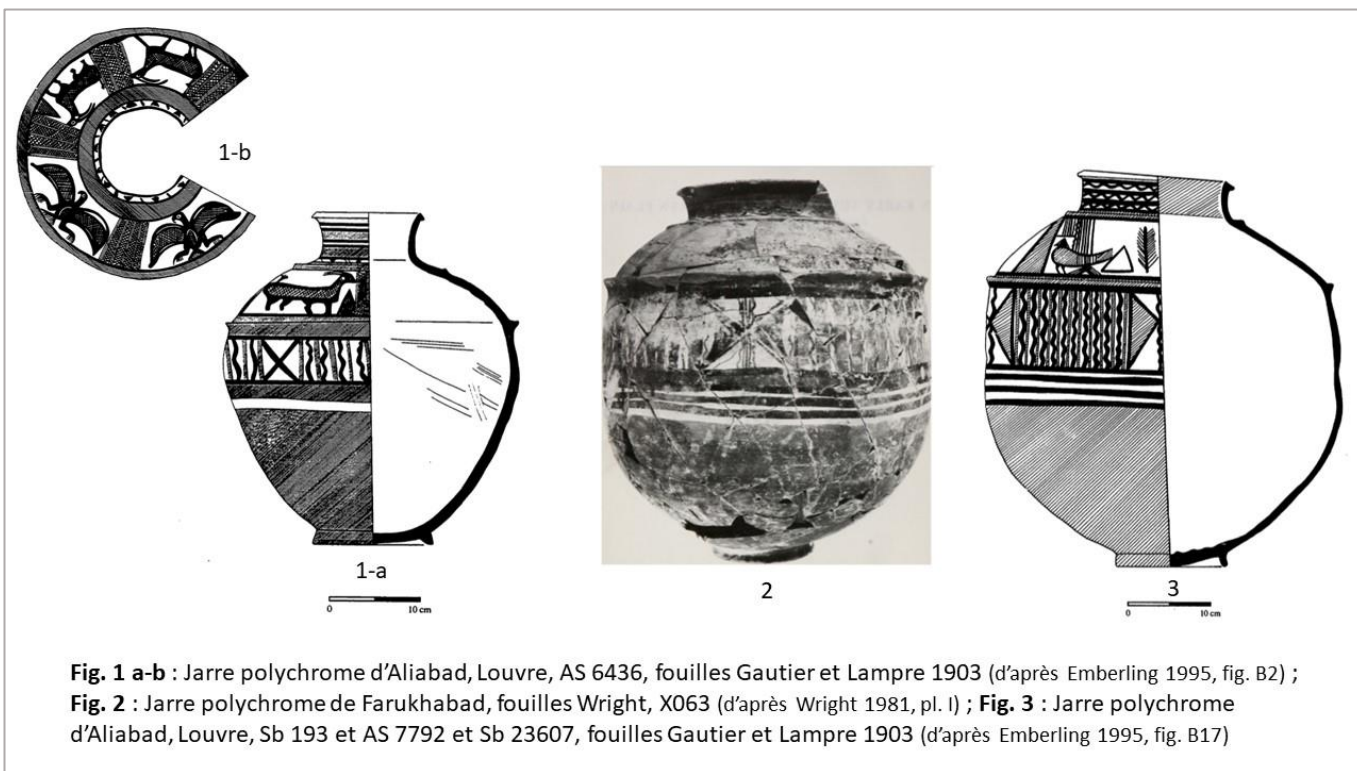 1-b
1-a
0 10 cm
2
3
0 10 cm
Fig. 1 a-b : Jarre polychrome d’Aliabad, Louvre, AS 6436, fouilles Gautier et Lampre 1903 (d’après Emberling 1995, fig. B2) ;
Fig. 2 : Jarre polychrome de Farukhabad, fouilles Wright, X063 (d’après Wright 1981, pl. I) ; Fig. 3 : Jarre polychrome
d’Aliabad, Louvre, Sb 193 et AS 7792 et Sb 23607, fouilles Gautier et Lampre 1903 (d’après Emberling 1995, fig. B17)